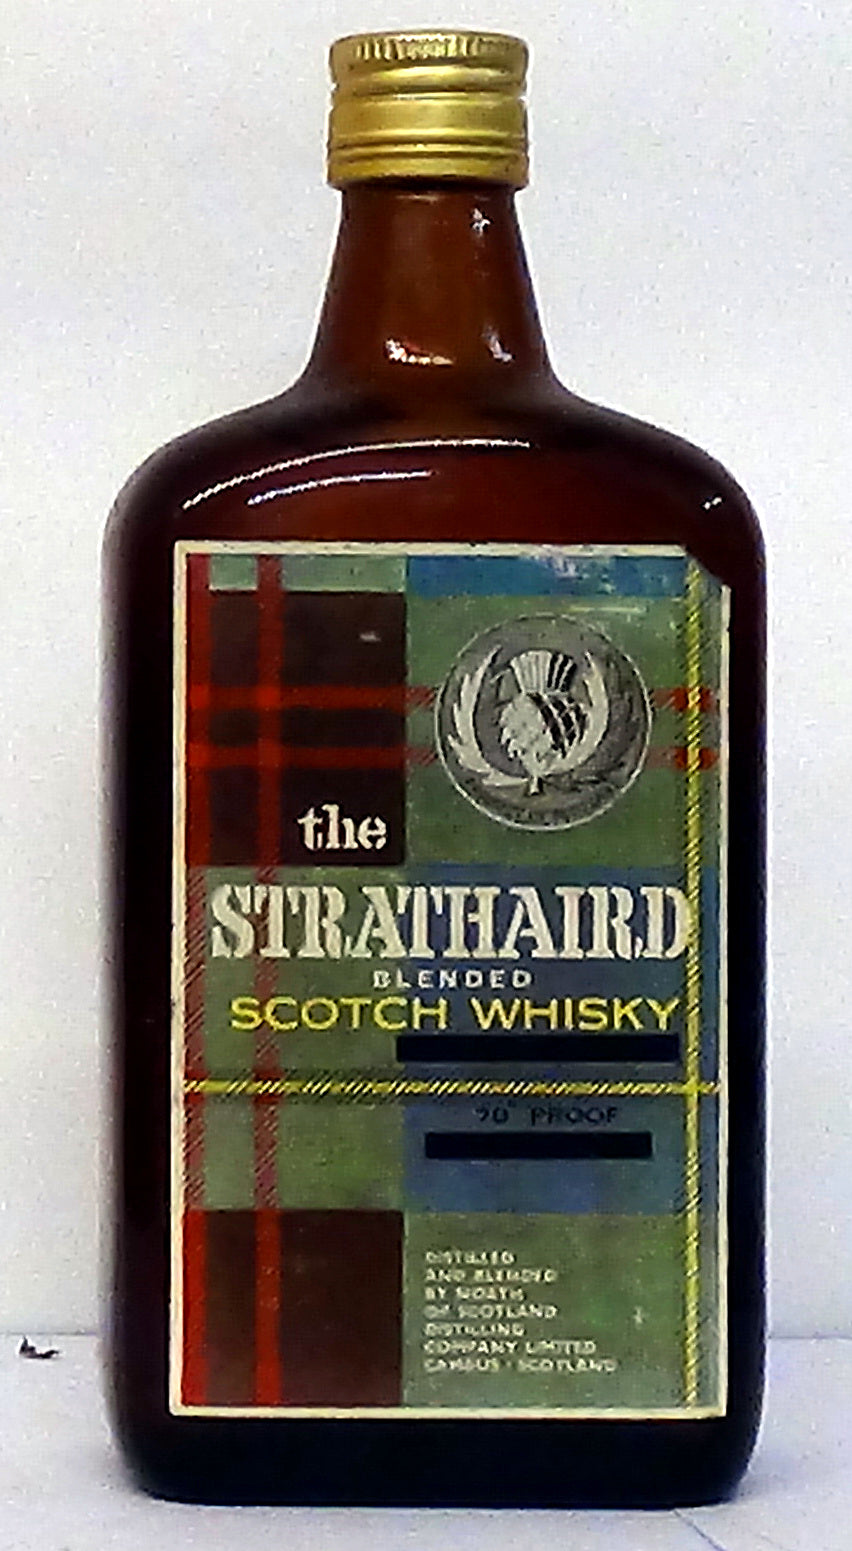 the
STRATHAIRD
BLENDED
SCOTCH WHISKY
70° PROOF
DISTILLED
AND BLENDED
BY NORTH
OF SCOTLAND
DISTILLING
COMPANY LIMITED
CAMBUS · SCOTLAND